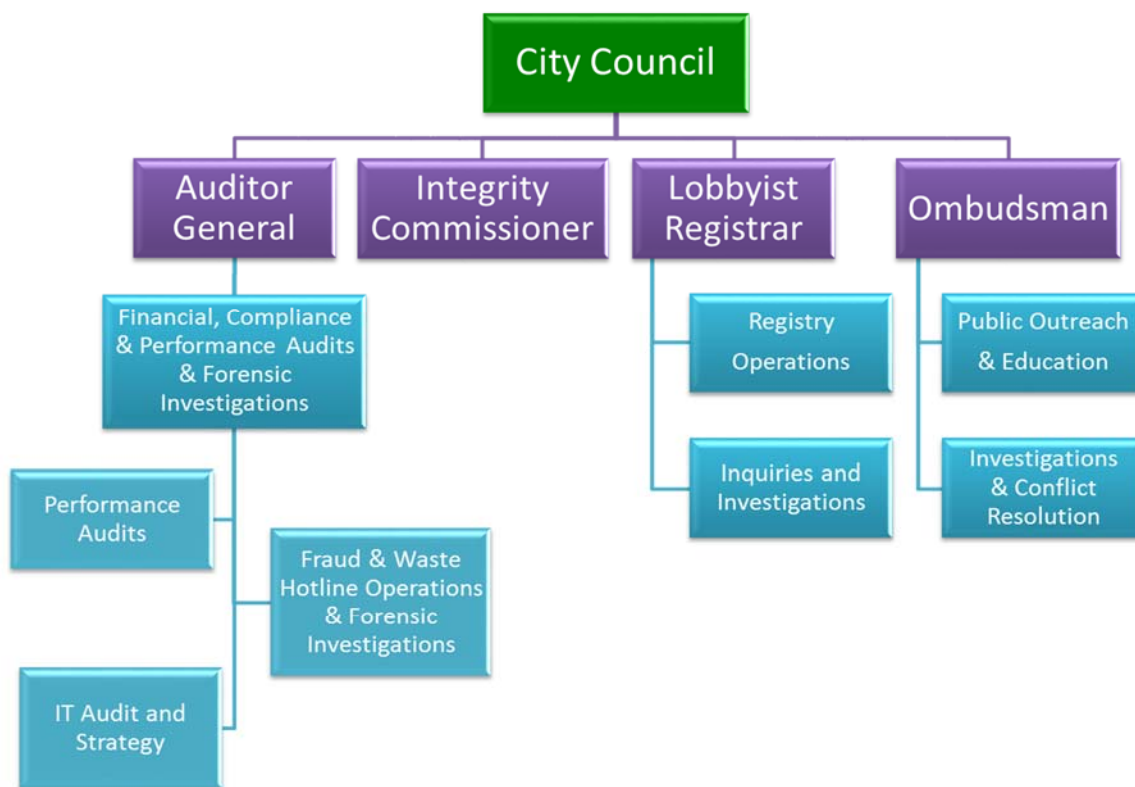 City Council
Auditor
General
Integrity
Commissioner
Lobbyist
Registrar
Ombudsman
Financial, Compliance
& Performance Audits
& Forensic
Investigations
Registry
Operations
Public Outreach
& Education
Performance
Audits
Inquiries and
Investigations
Investigations
& Conflict
Resolution
Fraud & Waste
Hotline Operations
& Forensic
Investigations
IT Audit and
Strategy